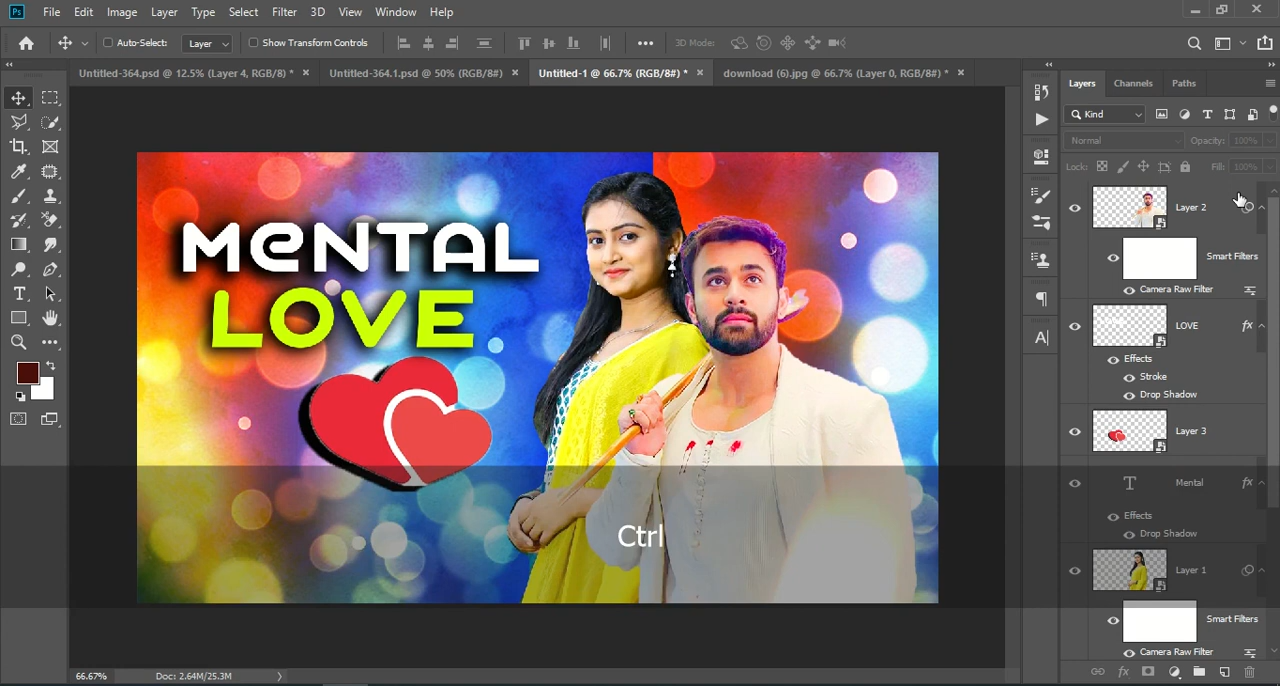 Ps File Edit Image Layer Type Select Filter 3D View Window Help
Auto-Select: Layer Show Transform Controls 3D Mode:
Untitled-364.psd @ 12.5% (Layer 4, RGB/8) * × Untitled-364.1.psd @ 50% (RGB/8#) × Untitled-1 @ 66.7% (RGB/8#) * × download (6).jpg @ 66.7% (Layer 0, RGB/8#) * ×
Layers Channels Paths
Kind
Normal Opacity: 100%
Lock: Fill: 100%
Layer 2
Smart Filters
Camera Raw Filter
LOVE fx
Effects
Stroke
Drop Shadow
Layer 3
T Mental fx
Effects
Drop Shadow
Layer 1
Smart Filters
Camera Raw Filter
MeNTAL
LOVE
Ctrl
66.67% Doc: 2.64M/25.3M